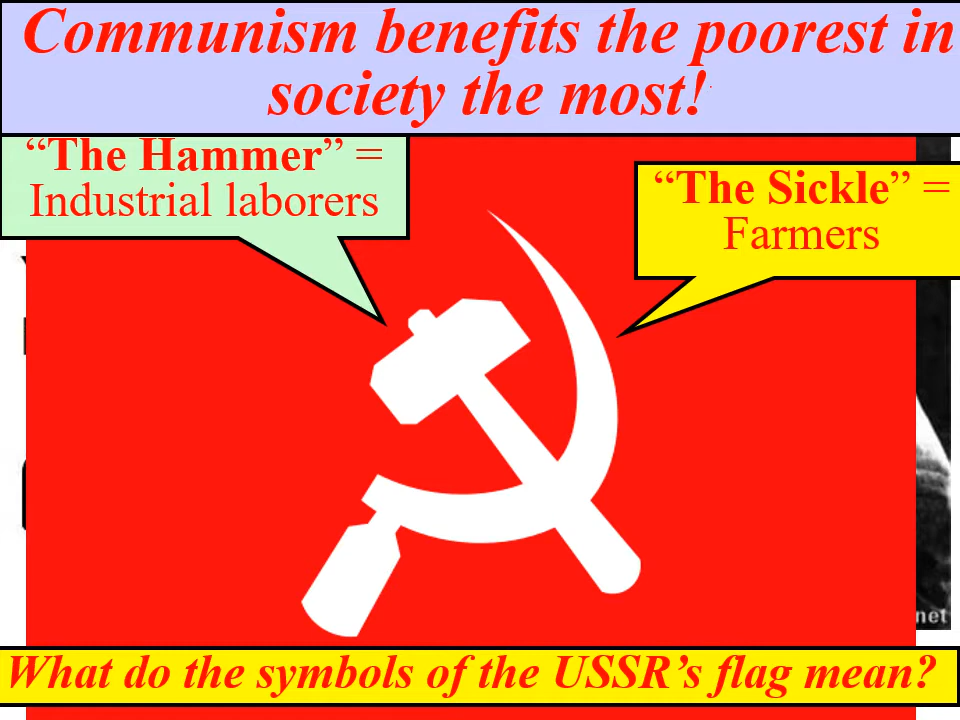 Communism benefits the poorest in
society the most!
“The Hammer” =
Industrial laborers
“The Sickle” =
Farmers
net
What do the symbols of the USSR’s flag mean?